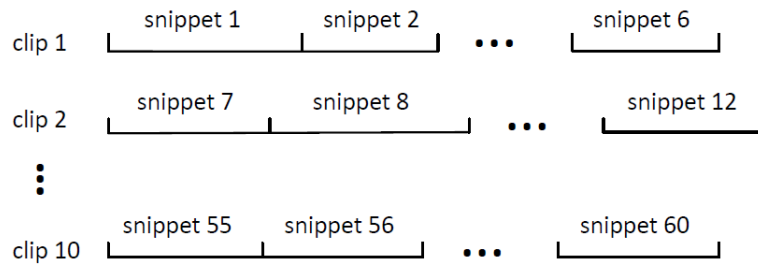 snippet 1 snippet 2 snippet 6
clip 1 ...
snippet 7 snippet 8 snippet 12
clip 2 ...
snippet 55 snippet 56 snippet 60
clip 10 ...